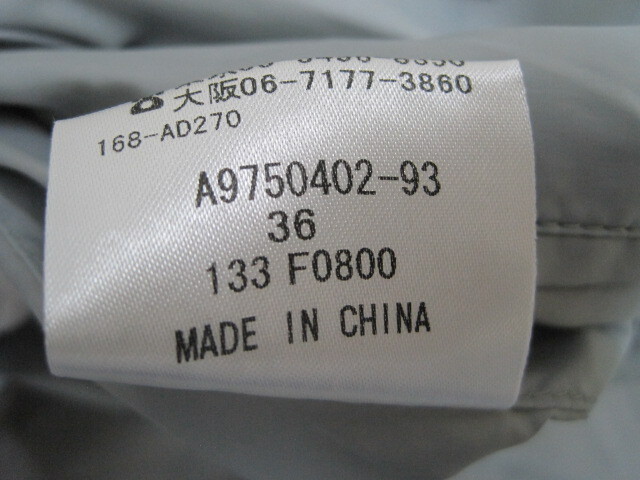 ☎大阪06-7177-3860
168-AD270
A9750402-93
36
133 F0800
MADE IN CHINA